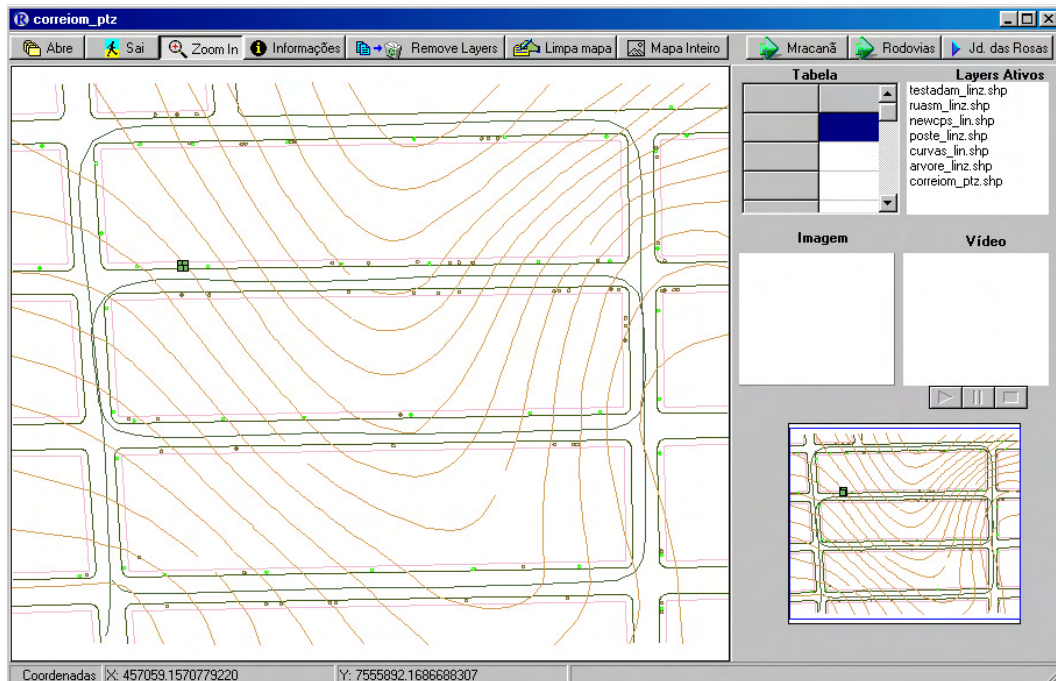 correiom_ptz
Abre Sai Zoom In Informações Remove Layers Limpa mapa Mapa Inteiro Mracanã Rodovias Jd. das Rosas
Tabela
Layers Ativos
testadam_linz.shp
ruasm_linz.shp
newcps_lin.shp
poste_linz.shp
curvas_lin.shp
arvore_linz.shp
correiom_ptz.shp
Imagem
Vídeo
Coordenadas X: 457059.1570779220 Y: 7555892.1686688307